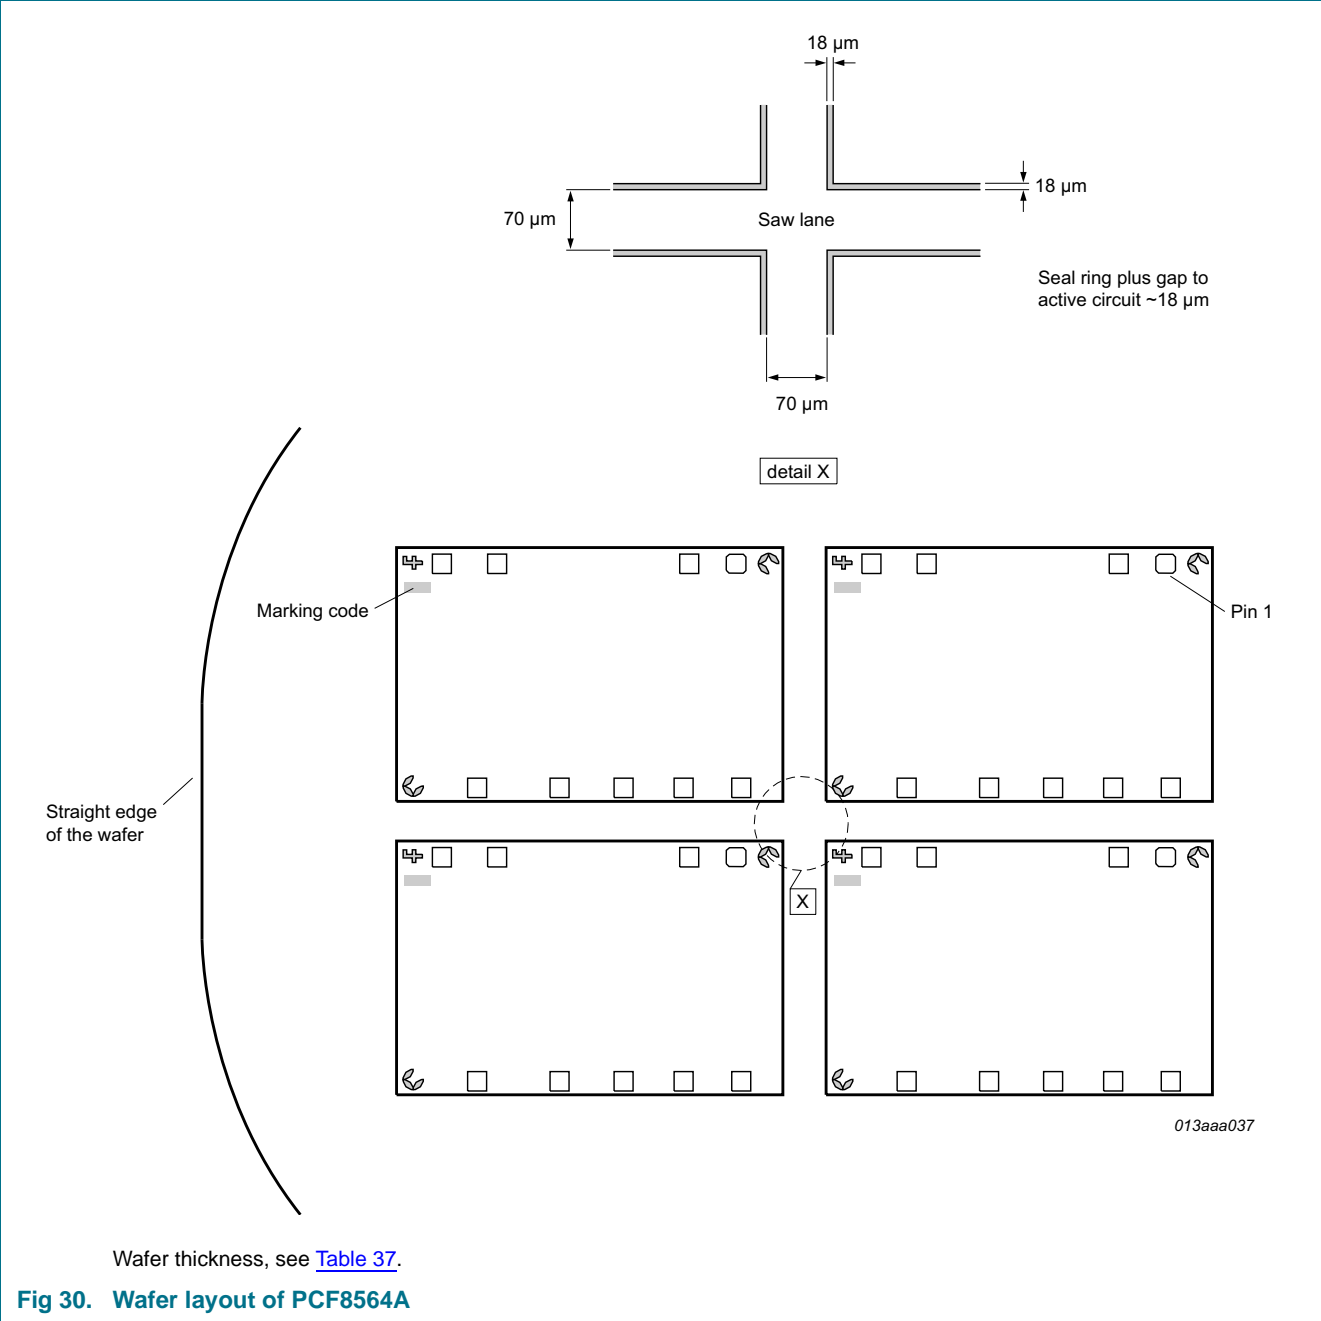 18 µm
18 µm
70 µm
Saw lane
Seal ring plus gap to
active circuit ~18 µm
70 µm
detail X
Marking code
Pin 1
Straight edge
of the wafer
X
013aaa037
Wafer thickness, see Table 37.
Fig 30. Wafer layout of PCF8564A